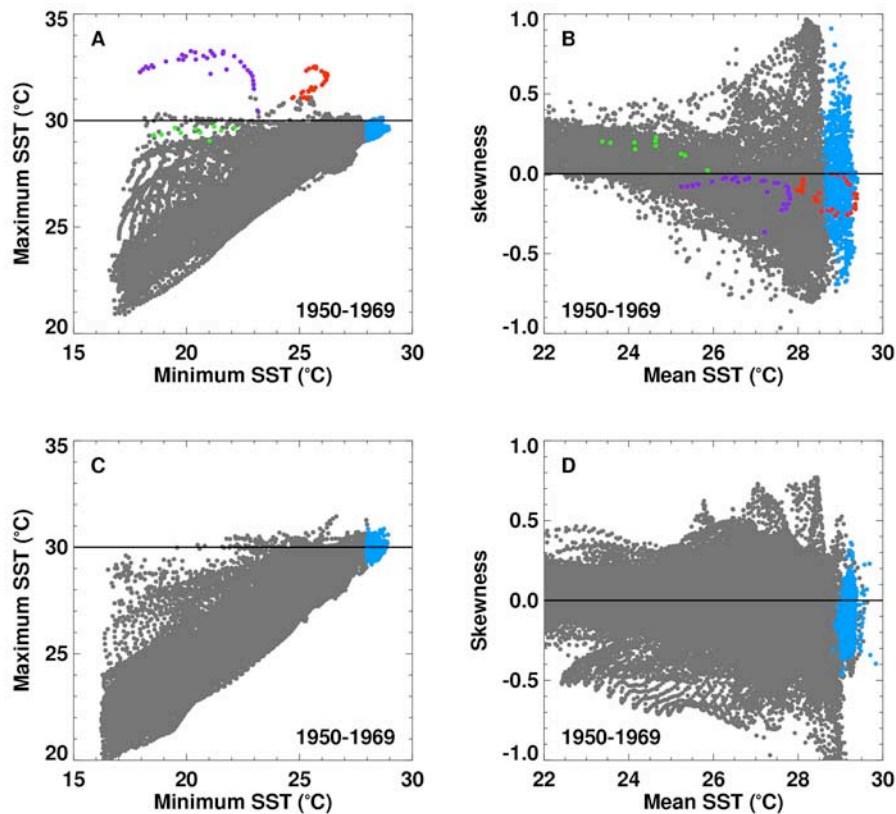 35
A
30
25
20
1950-1969
15 20 25 30
Maximum SST (°C)
Minimum SST (°C)
1.0
B
0.5
0.0
-0.5
-1.0
1950-1969
22 24 26 28 30
skewness
Mean SST (°C)
35
C
30
25
20
1950-1969
15 20 25 30
Maximum SST (°C)
Minimum SST (°C)
1.0
D
0.5
0.0
-0.5
-1.0
1950-1969
22 24 26 28 30
Skewness
Mean SST (°C)